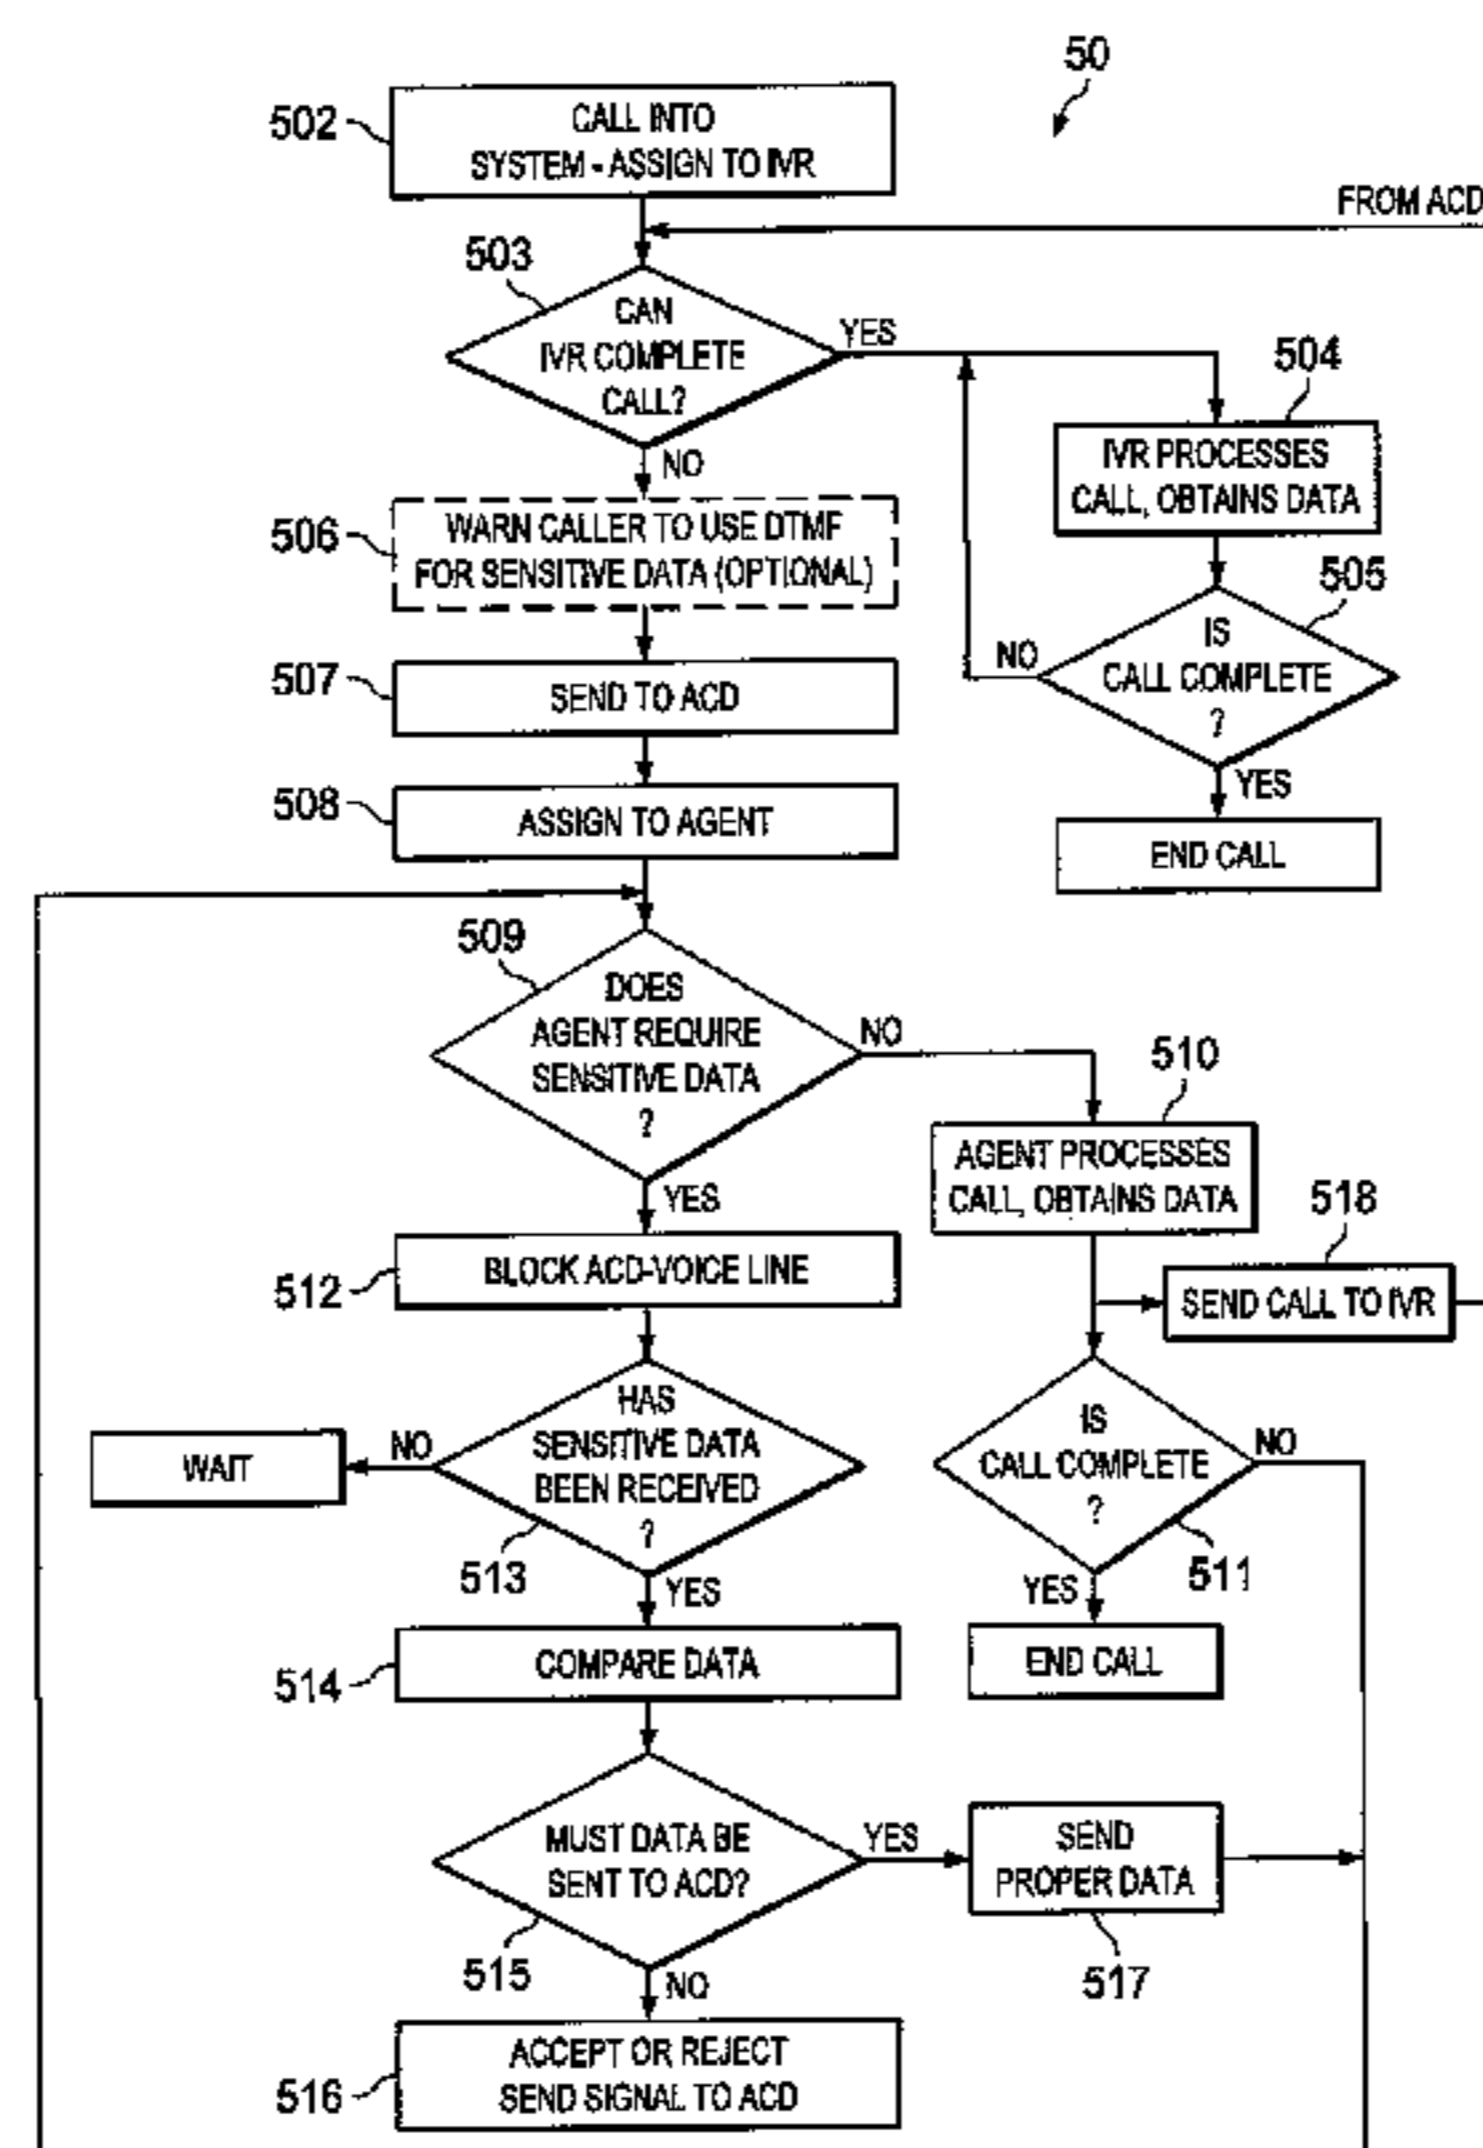 50
502
CALL INTO
SYSTEM - ASSIGN TO IVR
FROM ACD
503
CAN
IVR COMPLETE
CALL?
YES
NO
504
IVR PROCESSES
CALL, OBTAINS DATA
505
IS
CALL COMPLETE
?
NO
YES
END CALL
506
WARN CALLER TO USE DTMF
FOR SENSITIVE DATA (OPTIONAL)
507
SEND TO ACD
508
ASSIGN TO AGENT
509
DOES
AGENT REQUIRE
SENSITIVE DATA
?
NO
YES
510
AGENT PROCESSES
CALL, OBTAINS DATA
518
SEND CALL TO IVR
512
BLOCK ACD-VOICE LINE
HAS
SENSITIVE DATA
BEEN RECEIVED
?
NO
WAIT
513
YES
IS
CALL COMPLETE
?
NO
511
YES
END CALL
514
COMPARE DATA
MUST DATA BE
SENT TO ACD?
YES
SEND
PROPER DATA
517
515
NO
516
ACCEPT OR REJECT
SEND SIGNAL TO ACD